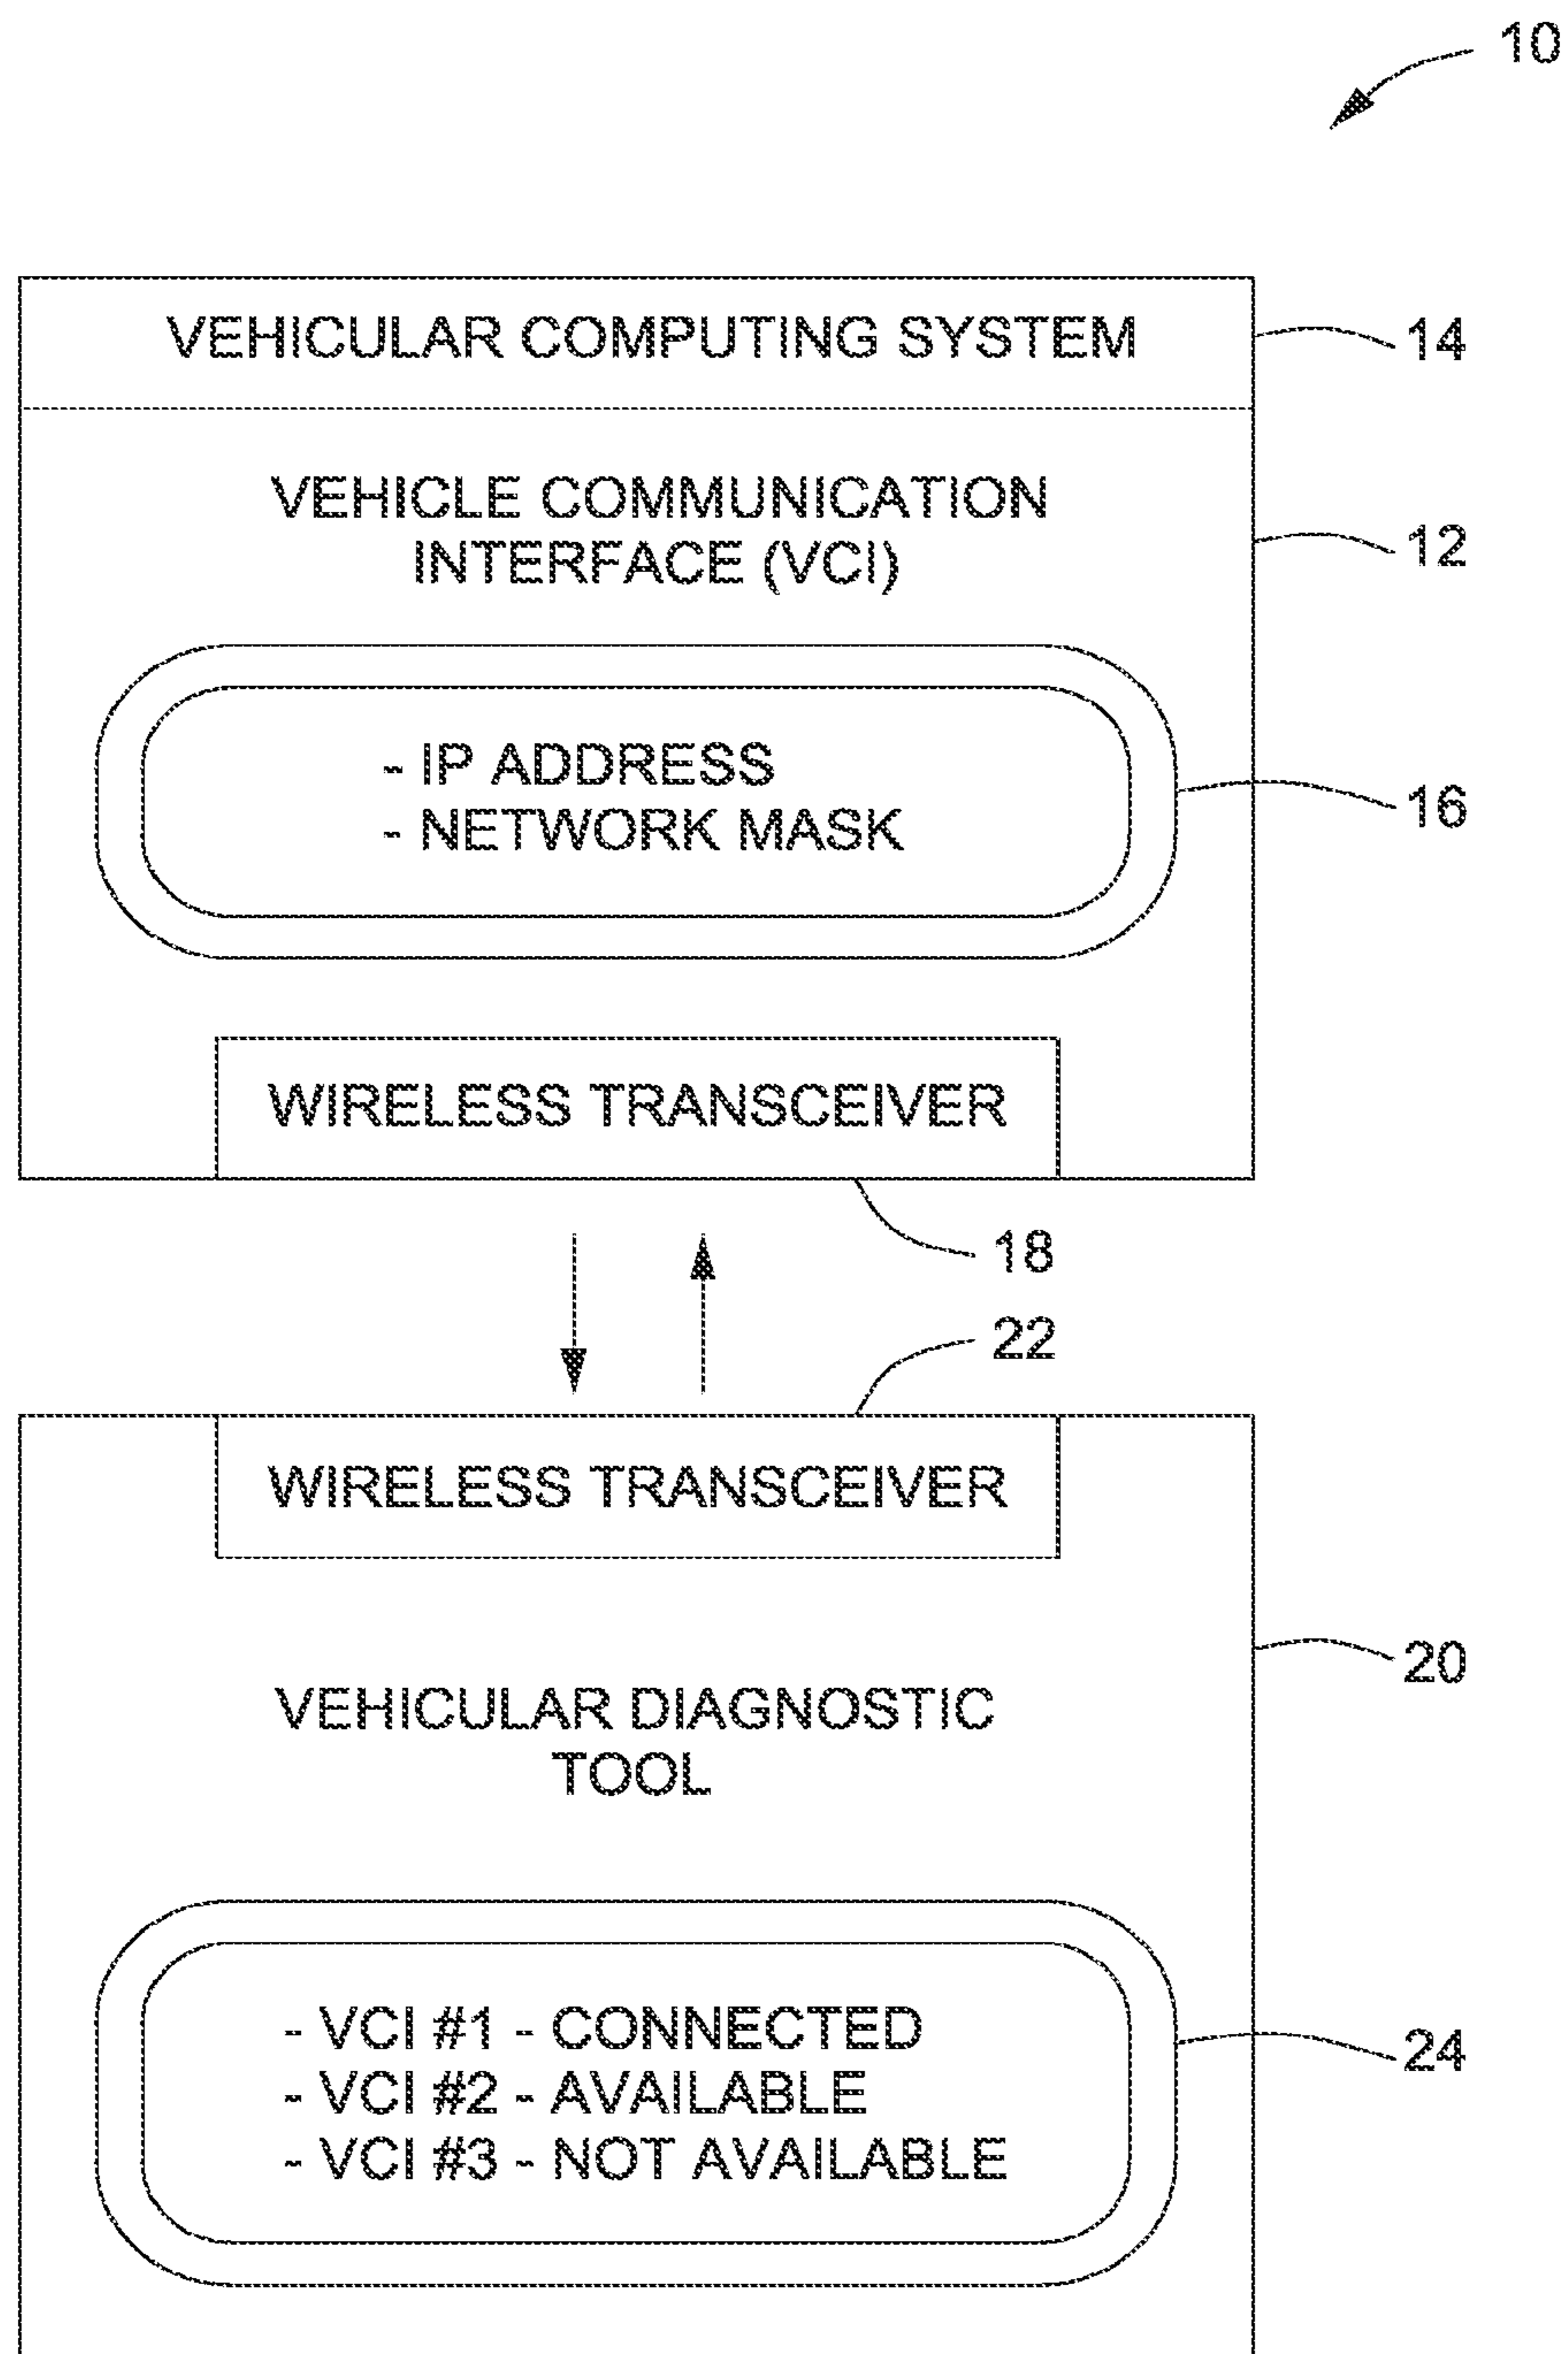 10
VEHICULAR COMPUTING SYSTEM
14
VEHICLE COMMUNICATION
INTERFACE (VCI)
12
- IP ADDRESS
- NETWORK MASK
16
WIRELESS TRANSCEIVER
18
22
WIRELESS TRANSCEIVER
20
VEHICULAR DIAGNOSTIC
TOOL
- VCI #1 - CONNECTED
- VCI #2 - AVAILABLE
- VCI #3 - NOT AVAILABLE
24